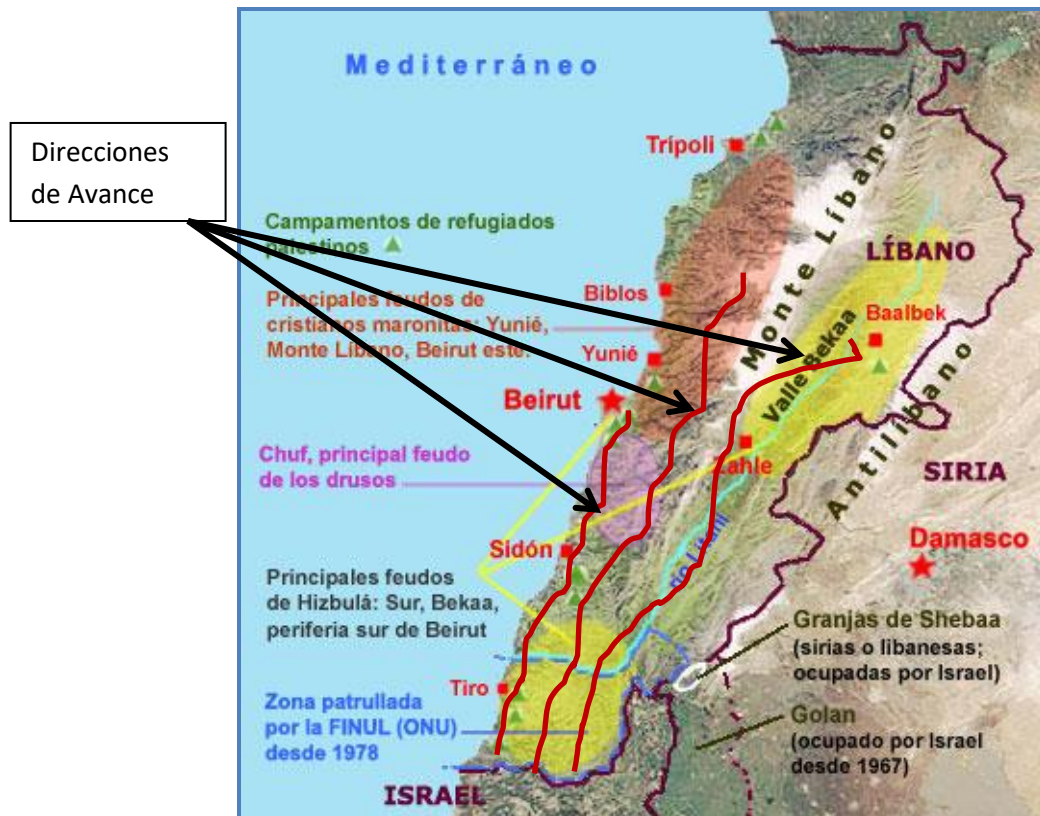 Mediterráneo
Direcciones
de Avance
Trípoli
Monte Líbano
Campamentos de refugiados
palestinos
LÍBANO
Biblos
Baalbek
Principales feudos de
cristianos maronitas: Yunié,
Monte Líbano, Beirut este.
Yunié
Valle Bekaa
Beirut
Antilíbano
Zahle
Chuf, principal feudo
de los drusos
SIRIA
Sidón
Río Litani
Damasco
Principales feudos
de Hizbulá: Sur, Bekaa,
periferia sur de Beirut
Granjas de Shebaa
(sirias o libanesas;
ocupadas por Israel)
Tiro
Zona patrullada
por la FINUL (ONU)
desde 1978
Golan
(ocupado por Israel
desde 1967)
ISRAEL